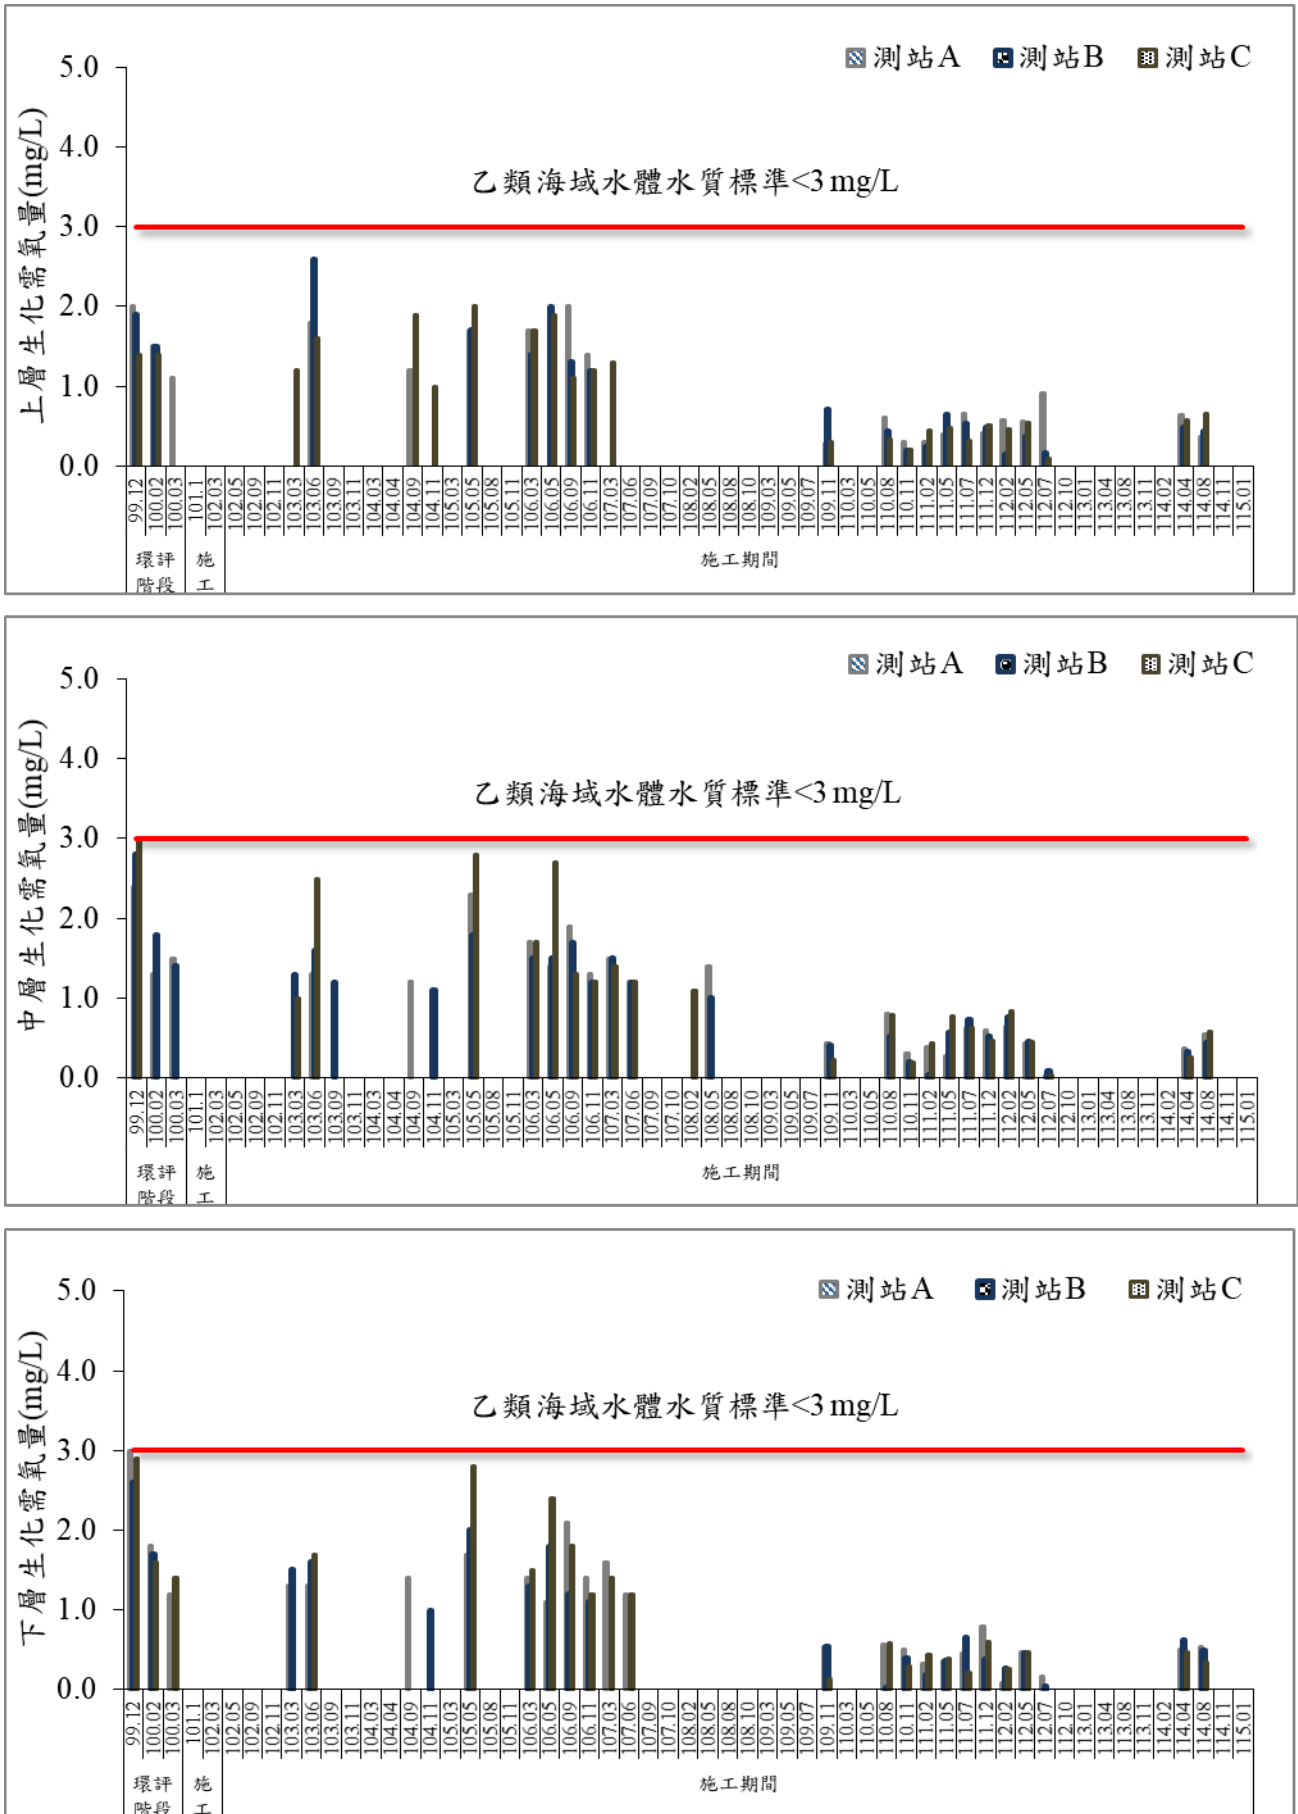 測站A 測站B 測站C
上層生化需氧量(mg/L)
5.0
4.0
乙類海域水體水質標準<3 mg/L
3.0
2.0
1.0
0.0
99.12 100.02 100.03 101.1 102.03 102.05 102.09 102.11 103.03 103.06 103.09 103.11 104.03 104.04 104.09 104.11 105.03 105.05 105.08 105.11 106.03 106.05 106.09 106.11 107.03 107.06 107.09 107.10 108.02 108.05 108.08 108.10 109.03 109.05 109.07 109.11 110.03 110.05 110.08 110.11 111.02 111.05 111.07 111.12 112.02 112.05 112.07 112.10 113.01 113.04 113.08 113.11 114.02 114.04 114.08 114.11 115.01
環評 施 施工期間
階段 工
測站A 測站B 測站C
中層生化需氧量(mg/L)
5.0
4.0
乙類海域水體水質標準<3 mg/L
3.0
2.0
1.0
0.0
99.12 100.02 100.03 101.1 102.03 102.05 102.09 102.11 103.03 103.06 103.09 103.11 104.03 104.04 104.09 104.11 105.03 105.05 105.08 105.11 106.03 106.05 106.09 106.11 107.03 107.06 107.09 107.10 108.02 108.05 108.08 108.10 109.03 109.05 109.07 109.11 110.03 110.05 110.08 110.11 111.02 111.05 111.07 111.12 112.02 112.05 112.07 112.10 113.01 113.04 113.08 113.11 114.02 114.04 114.08 114.11 115.01
環評 施 施工期間
階段 工
測站A 測站B 測站C
下層生化需氧量(mg/L)
5.0
4.0
乙類海域水體水質標準<3 mg/L
3.0
2.0
1.0
0.0
99.12 100.02 100.03 101.1 102.03 102.05 102.09 102.11 103.03 103.06 103.09 103.11 104.03 104.04 104.09 104.11 105.03 105.05 105.08 105.11 106.03 106.05 106.09 106.11 107.03 107.06 107.09 107.10 108.02 108.05 108.08 108.10 109.03 109.05 109.07 109.11 110.03 110.05 110.08 110.11 111.02 111.05 111.07 111.12 112.02 112.05 112.07 112.10 113.01 113.04 113.08 113.11 114.02 114.04 114.08 114.11 115.01
環評 施 施工期間
階段 工